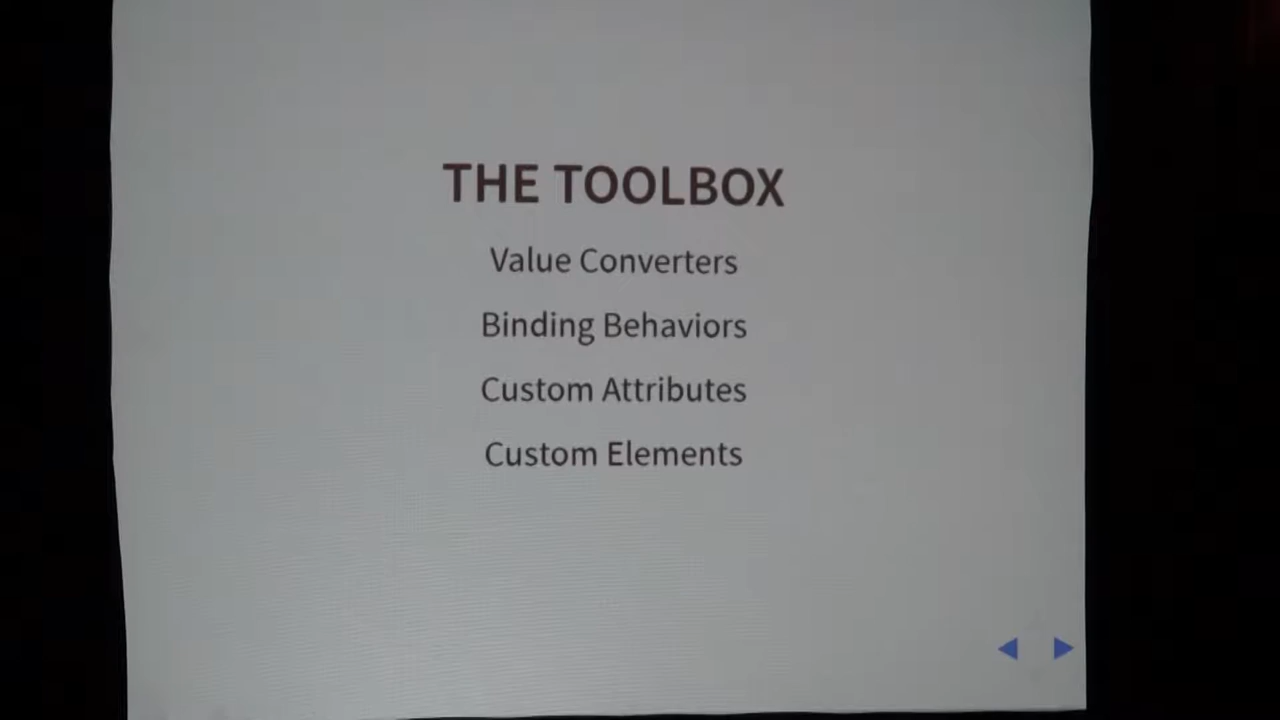 THE TOOLBOX
Value Converters
Binding Behaviors
Custom Attributes
Custom Elements